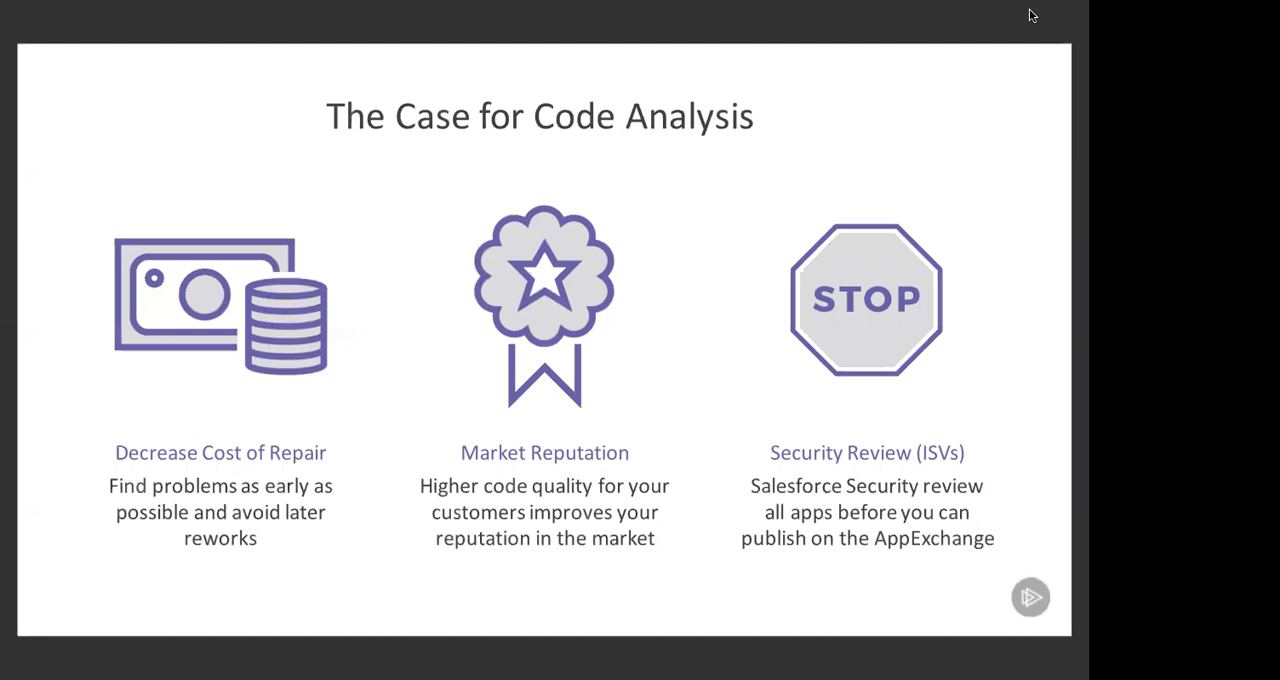 The Case for Code Analysis
STOP
Decrease Cost of Repair
Find problems as early as
possible and avoid later
reworks
Market Reputation
Higher code quality for your
customers improves your
reputation in the market
Security Review (ISVs)
Salesforce Security review
all apps before you can
publish on the AppExchange